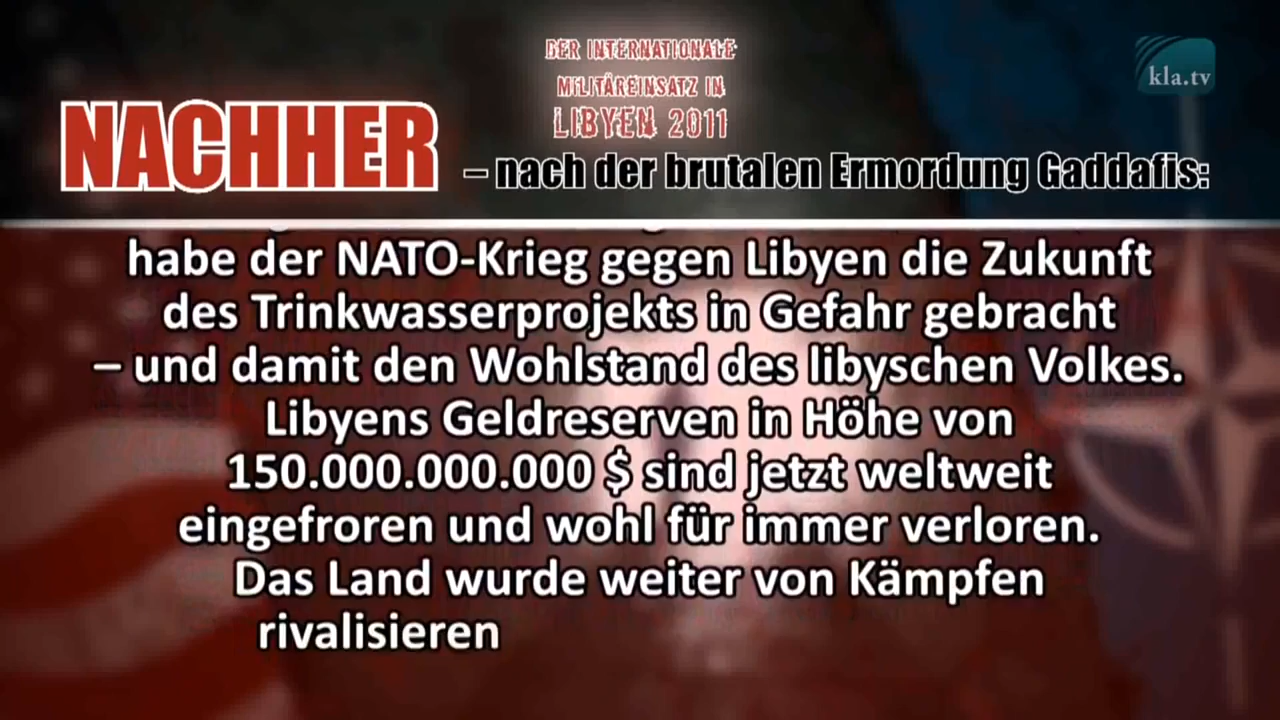 DER INTERNATIONALE
MILITÄREINSATZ IN
LIBYEN 2011
kla.tv
NACHHER – nach der brutalen Ermordung Gaddafis:
habe der NATO-Krieg gegen Libyen die Zukunft
des Trinkwasserprojekts in Gefahr gebracht
– und damit den Wohlstand des libyschen Volkes.
Libyens Geldreserven in Höhe von
150.000.000.000 $ sind jetzt weltweit
eingefroren und wohl für immer verloren.
Das Land wurde weiter von Kämpfen
rivalisieren